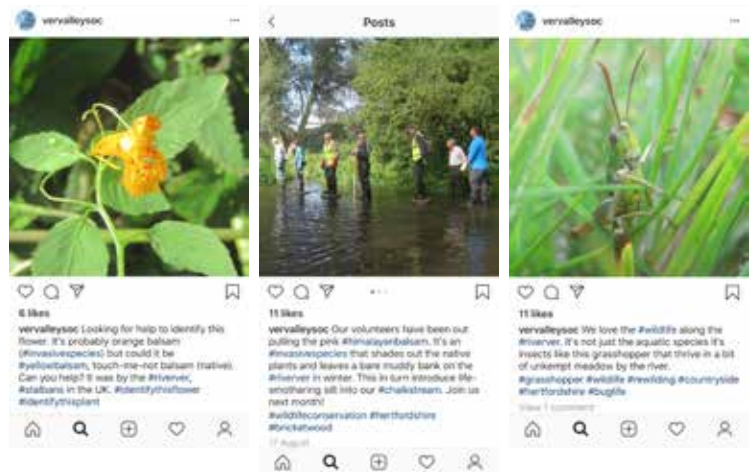 vervalleysoc
6 likes
vervalleysoc Looking for help to identify this
flower. It's probably orange balsam
(#invasivespecies) but could it be
#yellowbalsam, touch-me-not balsam (native).
Can you help? It was by the #riverver,
#stalbans in the UK. #identifythisflower
#identifythisplant
Posts
11 likes
vervalleysoc Our volunteers have been out
pulling the pink #himalayanbalsam. It's an
#invasivespecies that shades out the native
plants and leaves a bare muddy bank on the
#riverver in winter. This in turn introduce life-
smothering silt into our #chalkstream. Join us
next month!
#wildlifeconservation #hertfordshire
#bricketwood
17 August
vervalleysoc
11 likes
vervalleysoc We love the #wildlife along the
#riverver. It's not just the aquatic species it's
insects like this grasshopper that thrive in a bit
of unkempt meadow by the river.
#grasshopper #wildlife #rewilding #countryside
#hertfordshire #buglife
View 1 comment